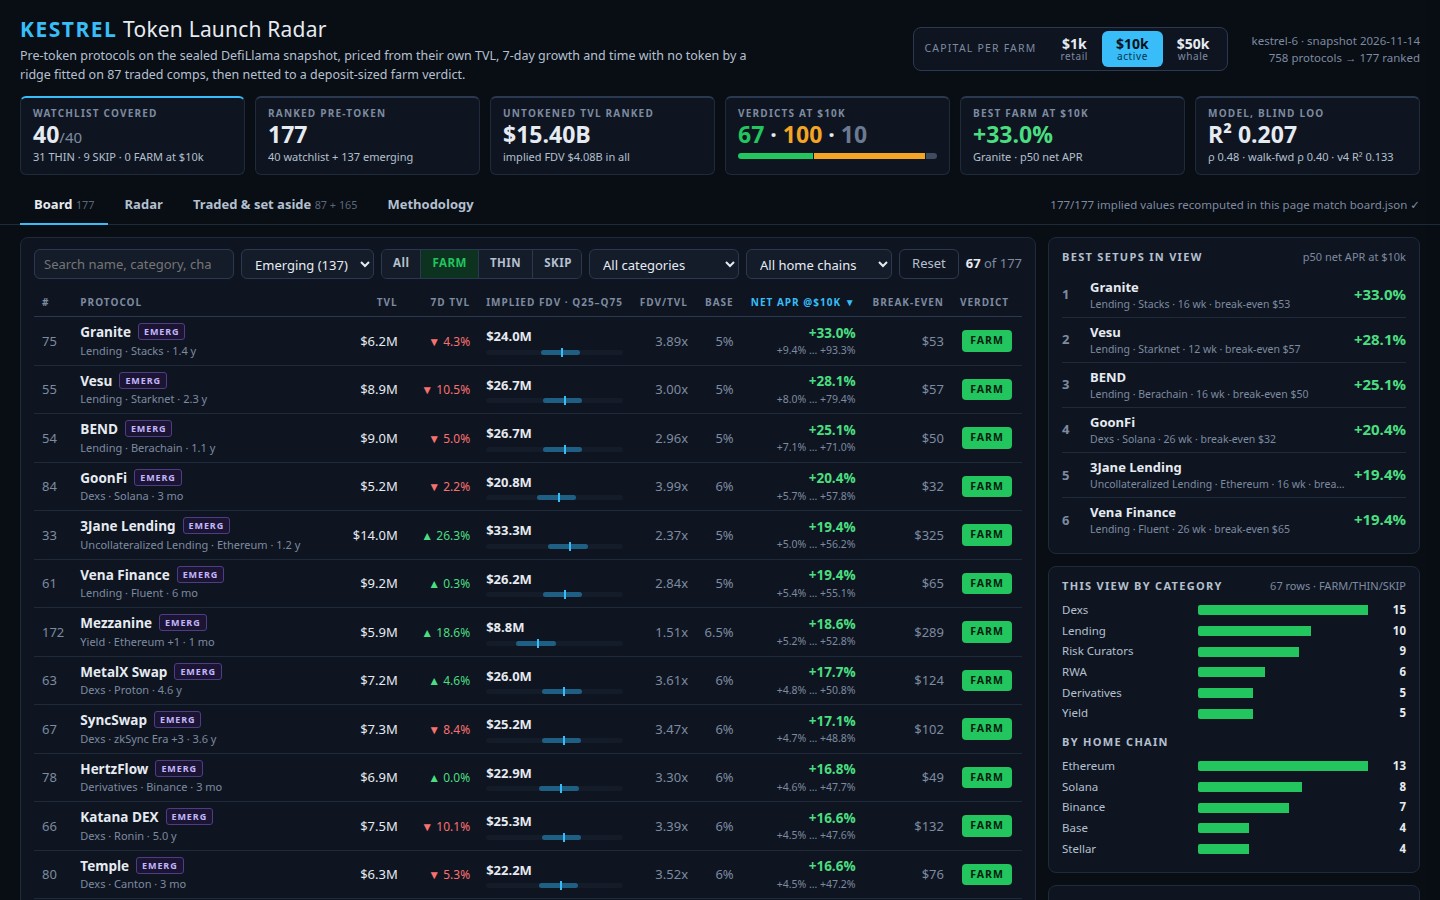 KESTREL Token Launch Radar
Pre-token protocols on the sealed DefiLlama snapshot, priced from their own TVL, 7-day growth and time with no token by a
ridge fitted on 87 traded comps, then netted to a deposit-sized farm verdict.
CAPITAL PER FARM
$1k retail
$10k active
$50k whale
kestrel-6 · snapshot 2026-11-14
758 protocols → 177 ranked
WATCHLIST COVERED
40/40
31 THIN · 9 SKIP · 0 FARM at $10k
RANKED PRE-TOKEN
177
40 watchlist + 137 emerging
UNTOKENED TVL RANKED
$15.40B
implied FDV $4.08B in all
VERDICTS AT $10K
67 · 100 · 10
BEST FARM AT $10K
+33.0%
Granite · p50 net APR
MODEL, BLIND LOO
R² 0.207
ρ 0.48 · walk-fwd ρ 0.40 · v4 R² 0.133
Board 177 Radar Traded & set aside 87 + 165 Methodology
177/177 implied values recomputed in this page match board.json ✓
Search name, category, cha Emerging (137) All FARM THIN SKIP All categories All home chains Reset 67 of 177
# PROTOCOL TVL 7D TVL IMPLIED FDV · Q25–Q75 FDV/TVL BASE NET APR @$10K ▼ BREAK-EVEN VERDICT
75 Granite EMERG $6.2M ▼ 4.3% $24.0M 3.89x 5% +33.0% $53 FARM
Lending · Stacks · 1.4 y +9.4% … +93.3%
55 Vesu EMERG $8.9M ▼ 10.5% $26.7M 3.00x 5% +28.1% $57 FARM
Lending · Starknet · 2.3 y +8.0% … +79.4%
54 BEND EMERG $9.0M ▼ 5.0% $26.7M 2.96x 5% +25.1% $50 FARM
Lending · Berachain · 1.1 y +7.1% … +71.0%
84 GoonFi EMERG $5.2M ▼ 2.2% $20.8M 3.99x 6% +20.4% $32 FARM
Dexs · Solana · 3 mo +5.7% … +57.8%
33 3Jane Lending EMERG $14.0M ▲ 26.3% $33.3M 2.37x 5% +19.4% $325 FARM
Uncollateralized Lending · Ethereum · 1.2 y +5.0% … +56.2%
61 Vena Finance EMERG $9.2M ▲ 0.3% $26.2M 2.84x 5% +19.4% $65 FARM
Lending · Fluent · 6 mo +5.4% … +55.1%
172 Mezzanine EMERG $5.9M ▲ 18.6% $8.8M 1.51x 6.5% +18.6% $289 FARM
Yield · Ethereum +1 · 1 mo +5.2% … +52.8%
63 MetalX Swap EMERG $7.2M ▲ 4.6% $26.0M 3.61x 6% +17.7% $124 FARM
Dexs · Proton · 4.6 y +4.8% … +50.8%
67 SyncSwap EMERG $7.3M ▼ 8.4% $25.2M 3.47x 6% +17.1% $102 FARM
Dexs · zkSync Era +3 · 3.6 y +4.7% … +48.8%
78 HertzFlow EMERG $6.9M ▲ 0.0% $22.9M 3.30x 6% +16.8% $49 FARM
Derivatives · Binance · 3 mo +4.6% … +47.7%
66 Katana DEX EMERG $7.5M ▼ 10.1% $25.3M 3.39x 6% +16.6% $132 FARM
Dexs · Ronin · 5.0 y +4.5% … +47.6%
80 Temple EMERG $6.3M ▼ 5.3% $22.2M 3.52x 6% +16.6% $76 FARM
Dexs · Canton · 3 mo +4.5% … +47.2%
BEST SETUPS IN VIEW p50 net APR at $10k
1 Granite +33.0%
Lending · Stacks · 16 wk · break-even $53
2 Vesu +28.1%
Lending · Starknet · 12 wk · break-even $57
3 BEND +25.1%
Lending · Berachain · 16 wk · break-even $50
4 GoonFi +20.4%
Dexs · Solana · 26 wk · break-even $32
5 3Jane Lending +19.4%
Uncollateralized Lending · Ethereum · 16 wk · brea…
6 Vena Finance +19.4%
Lending · Fluent · 26 wk · break-even $65
THIS VIEW BY CATEGORY 67 rows · FARM/THIN/SKIP
Dexs 15
Lending 10
Risk Curators 9
RWA 6
Derivatives 5
Yield 5
BY HOME CHAIN
Ethereum 13
Solana 8
Binance 7
Base 4
Stellar 4